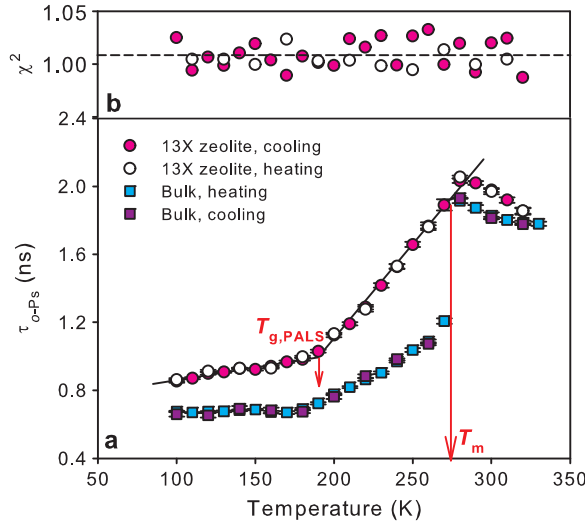 1.05
1.00
χ²
b
2.4
2.0
1.6
1.2
0.8
0.4
τo-Ps (ns)
13X zeolite, cooling
13X zeolite, heating
Bulk, heating
Bulk, cooling
Tg,PALS
Tm
a
50 100 150 200 250 300 350
Temperature (K)